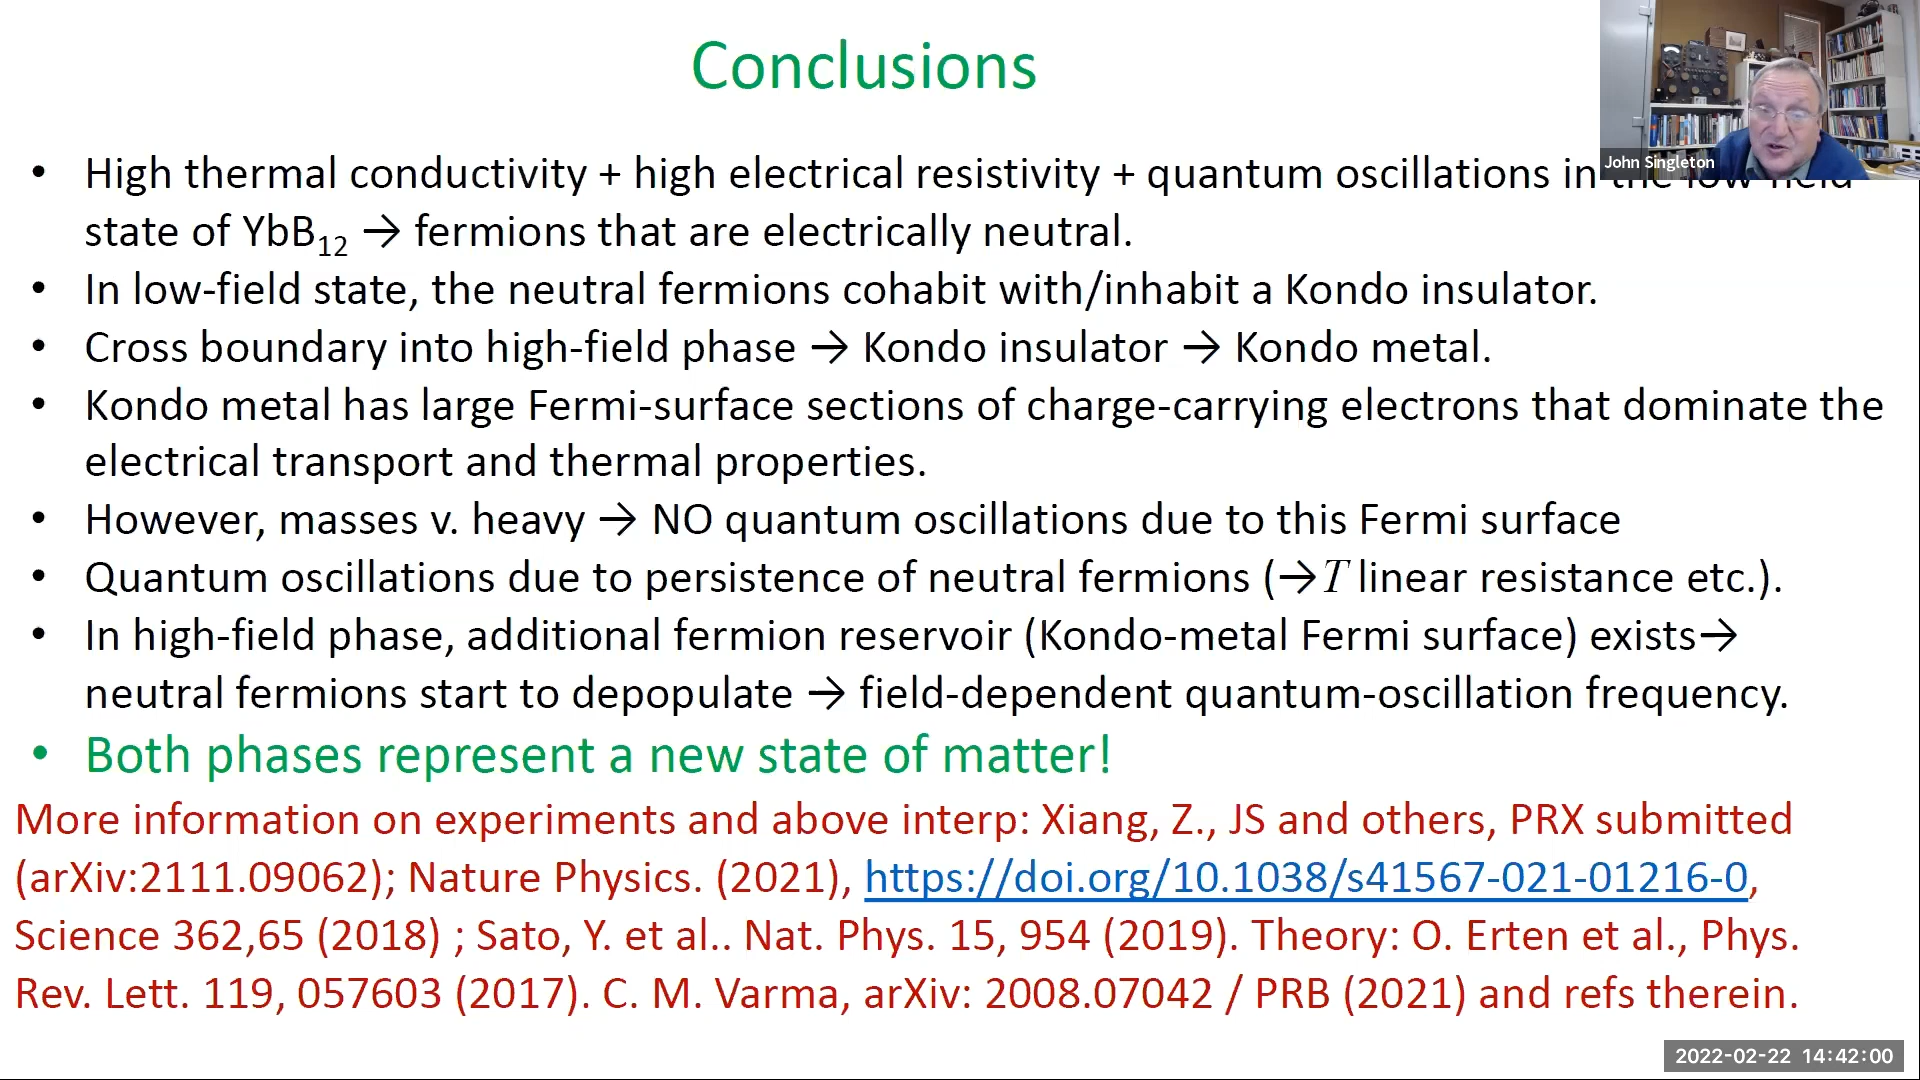 Conclusions
John Singleton
• High thermal conductivity + high electrical resistivity + quantum oscillations in the low-field
state of YbB₁₂ → fermions that are electrically neutral.
• In low-field state, the neutral fermions cohabit with/inhabit a Kondo insulator.
• Cross boundary into high-field phase → Kondo insulator → Kondo metal.
• Kondo metal has large Fermi-surface sections of charge-carrying electrons that dominate the
electrical transport and thermal properties.
• However, masses v. heavy → NO quantum oscillations due to this Fermi surface
• Quantum oscillations due to persistence of neutral fermions (→T linear resistance etc.).
• In high-field phase, additional fermion reservoir (Kondo-metal Fermi surface) exists→
neutral fermions start to depopulate → field-dependent quantum-oscillation frequency.
• Both phases represent a new state of matter!
More information on experiments and above interp: Xiang, Z., JS and others, PRX submitted
(arXiv:2111.09062); Nature Physics. (2021), https://doi.org/10.1038/s41567-021-01216-0,
Science 362,65 (2018) ; Sato, Y. et al.. Nat. Phys. 15, 954 (2019). Theory: O. Erten et al., Phys.
Rev. Lett. 119, 057603 (2017). C. M. Varma, arXiv: 2008.07042 / PRB (2021) and refs therein.
2022-02-22 14:42:00